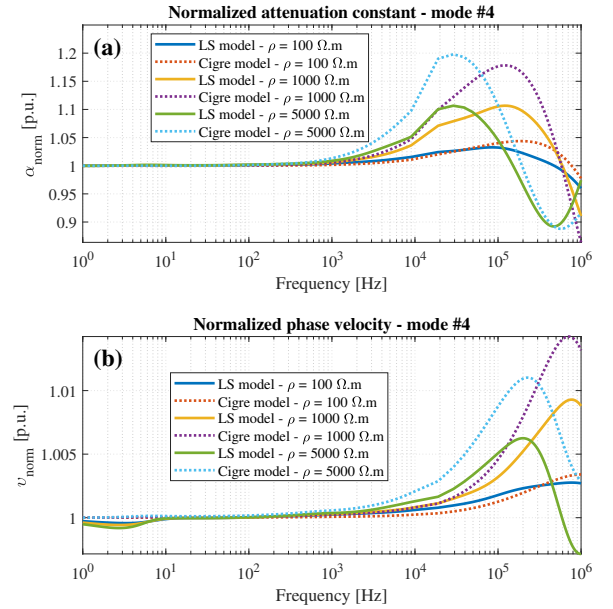 Normalized attenuation constant - mode #4
(a)
LS model - ρ = 100 Ω.m
Cigre model - ρ = 100 Ω.m
LS model - ρ = 1000 Ω.m
Cigre model - ρ = 1000 Ω.m
LS model - ρ = 5000 Ω.m
Cigre model - ρ = 5000 Ω.m
α_norm [p.u.]
1.2
1.15
1.1
1.05
1
0.95
0.9
10^0 10^1 10^2 10^3 10^4 10^5 10^6
Frequency [Hz]
Normalized phase velocity - mode #4
(b)
LS model - ρ = 100 Ω.m
Cigre model - ρ = 100 Ω.m
LS model - ρ = 1000 Ω.m
Cigre model - ρ = 1000 Ω.m
LS model - ρ = 5000 Ω.m
Cigre model - ρ = 5000 Ω.m
υ_norm [p.u.]
1.01
1.005
1
10^0 10^1 10^2 10^3 10^4 10^5 10^6
Frequency [Hz]